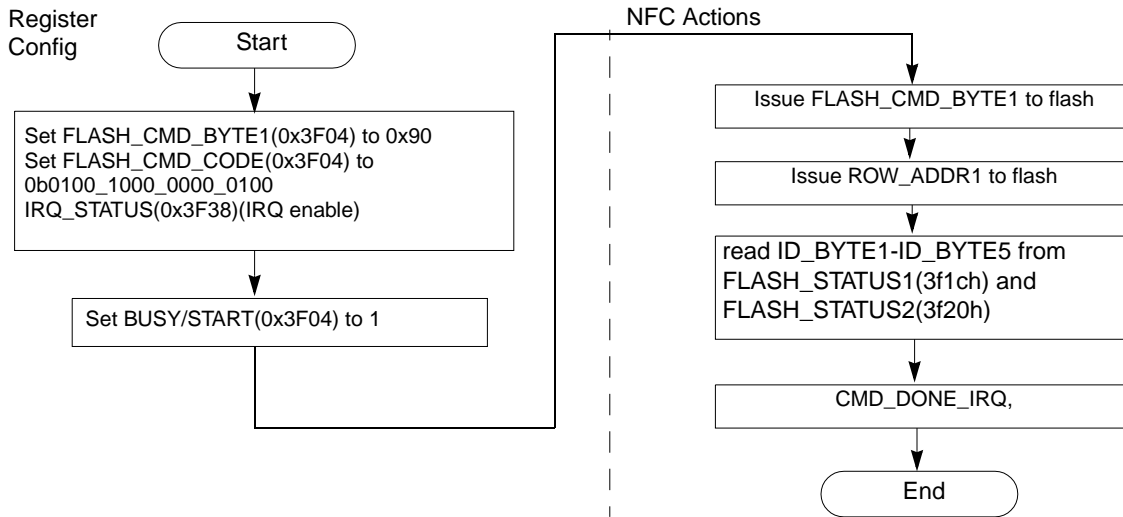 Register
Config
Start
Set FLASH_CMD_BYTE1(0x3F04) to 0x90
Set FLASH_CMD_CODE(0x3F04) to
0b0100_1000_0000_0100
IRQ_STATUS(0x3F38)(IRQ enable)
Set BUSY/START(0x3F04) to 1
NFC Actions
Issue FLASH_CMD_BYTE1 to flash
Issue ROW_ADDR1 to flash
read ID_BYTE1-ID_BYTE5 from
FLASH_STATUS1(3f1ch) and
FLASH_STATUS2(3f20h)
CMD_DONE_IRQ,
End